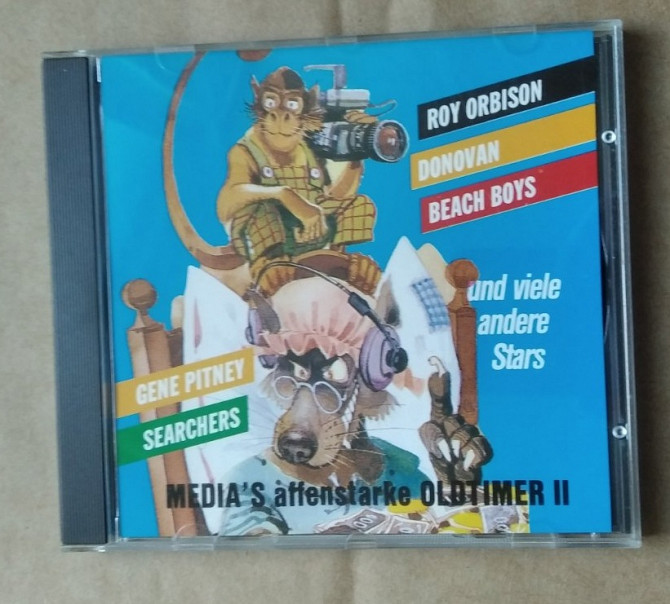 ROY ORBISON
DONOVAN
BEACH BOYS
und viele
andere
Stars
GENE PITNEY
SEARCHERS
MEDIA'S affenstarke OLDTIMER II